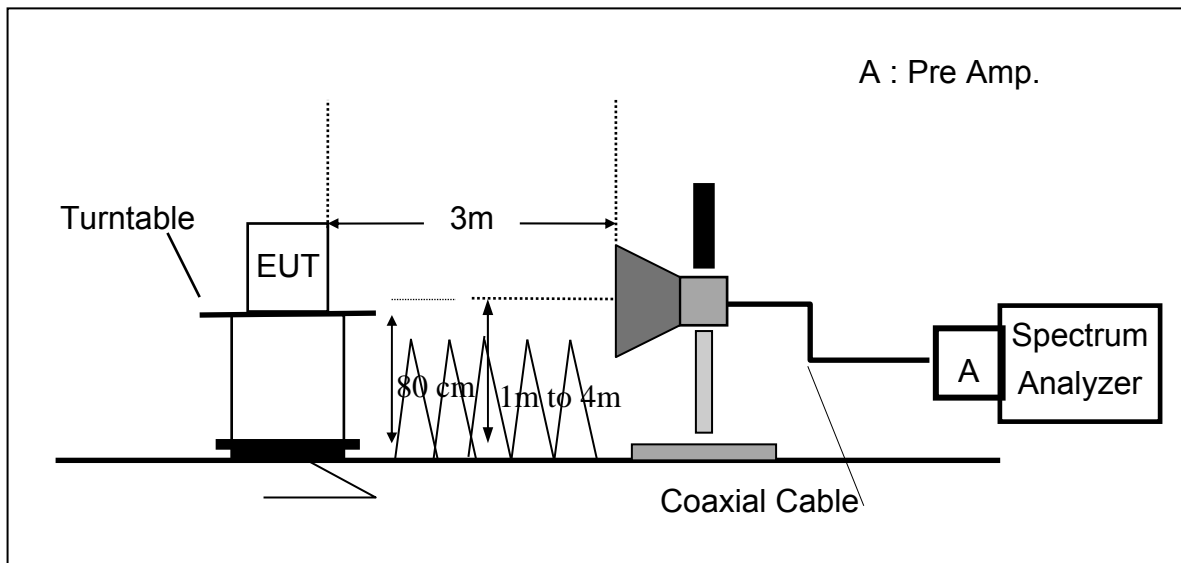 A : Pre Amp.
Turntable
3m
EUT
80 cm
1m to 4m
A
Spectrum
Analyzer
Coaxial Cable